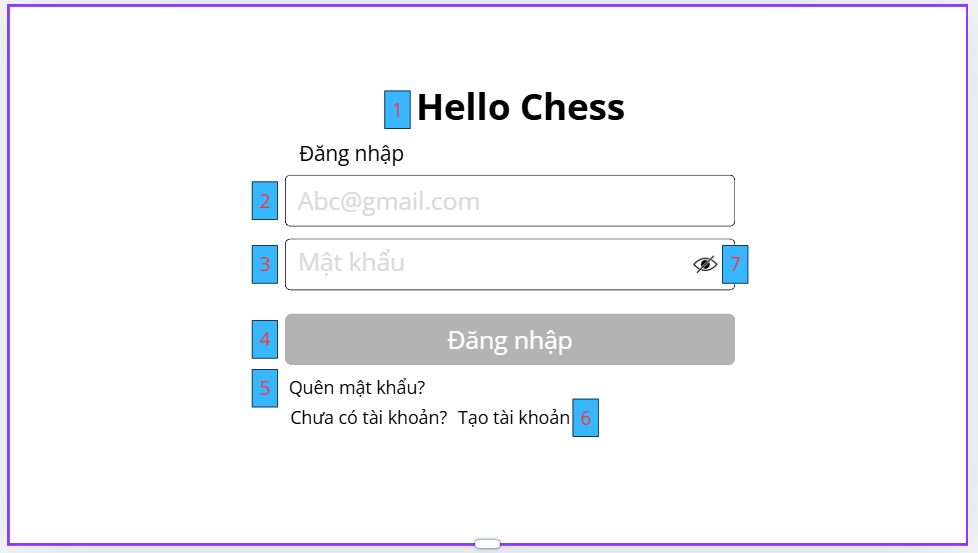 1 Hello Chess
Đăng nhập
2 Abc@gmail.com
3 Mật khẩu 7
4 Đăng nhập
5 Quên mật khẩu?
Chưa có tài khoản? Tạo tài khoản 6